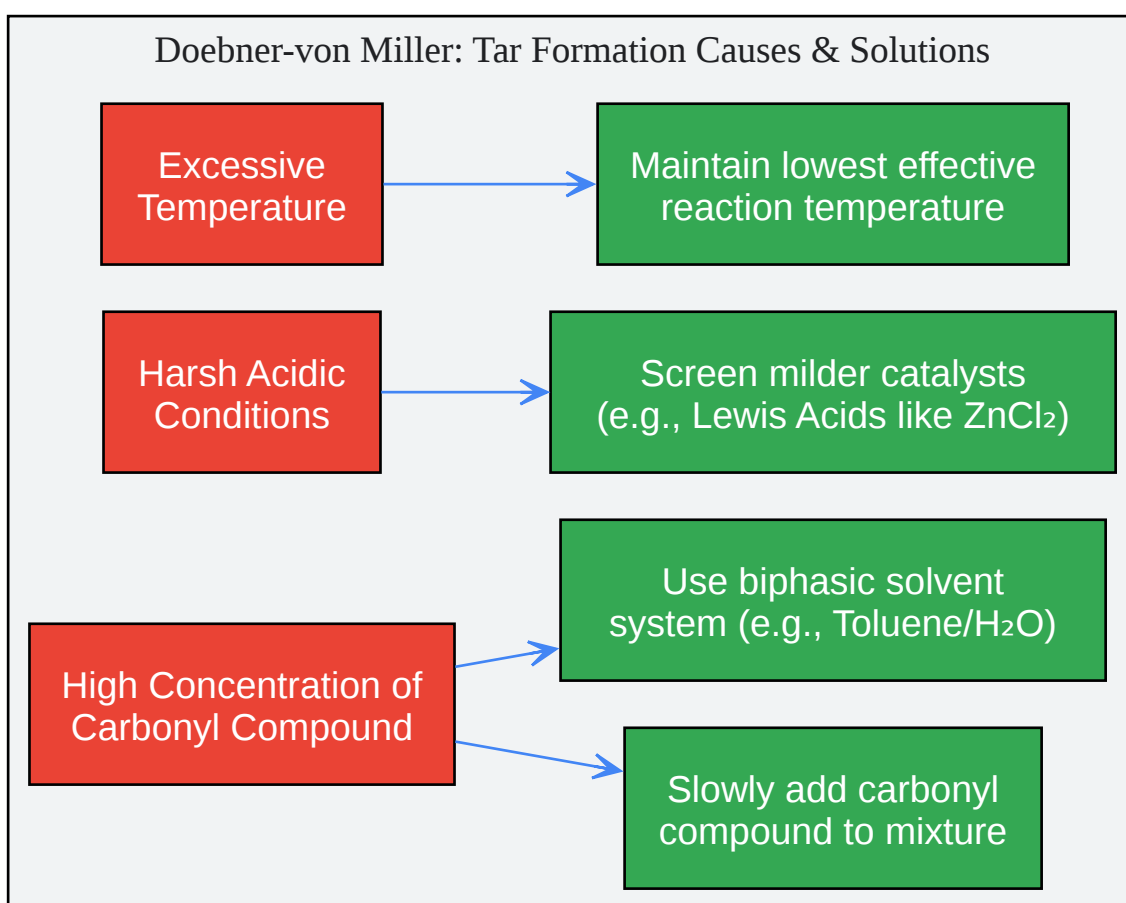 Doebner-von Miller: Tar Formation Causes & Solutions
Excessive
Temperature
Maintain lowest effective
reaction temperature
Harsh Acidic
Conditions
Screen milder catalysts
(e.g., Lewis Acids like ZnCl₂)
Use biphasic solvent
system (e.g., Toluene/H₂O)
High Concentration of
Carbonyl Compound
Slowly add carbonyl
compound to mixture